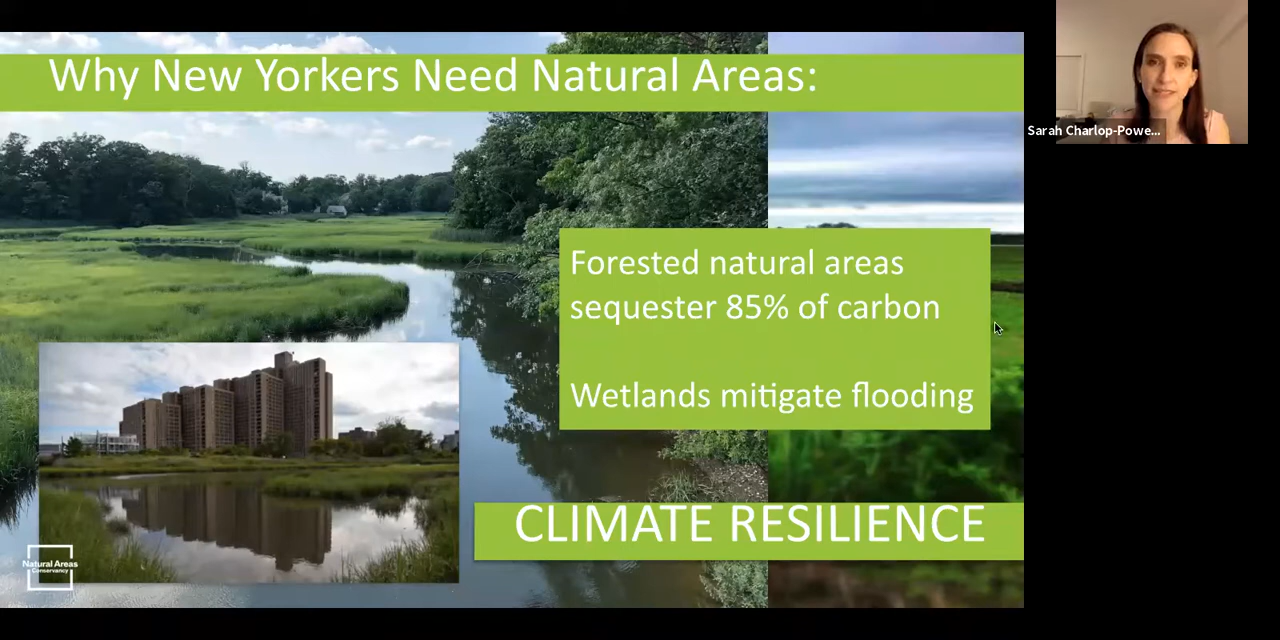 Why New Yorkers Need Natural Areas:
Sarah Charlop-Powe...
Forested natural areas
sequester 85% of carbon
Wetlands mitigate flooding
CLIMATE RESILIENCE
Natural Areas
Conservancy